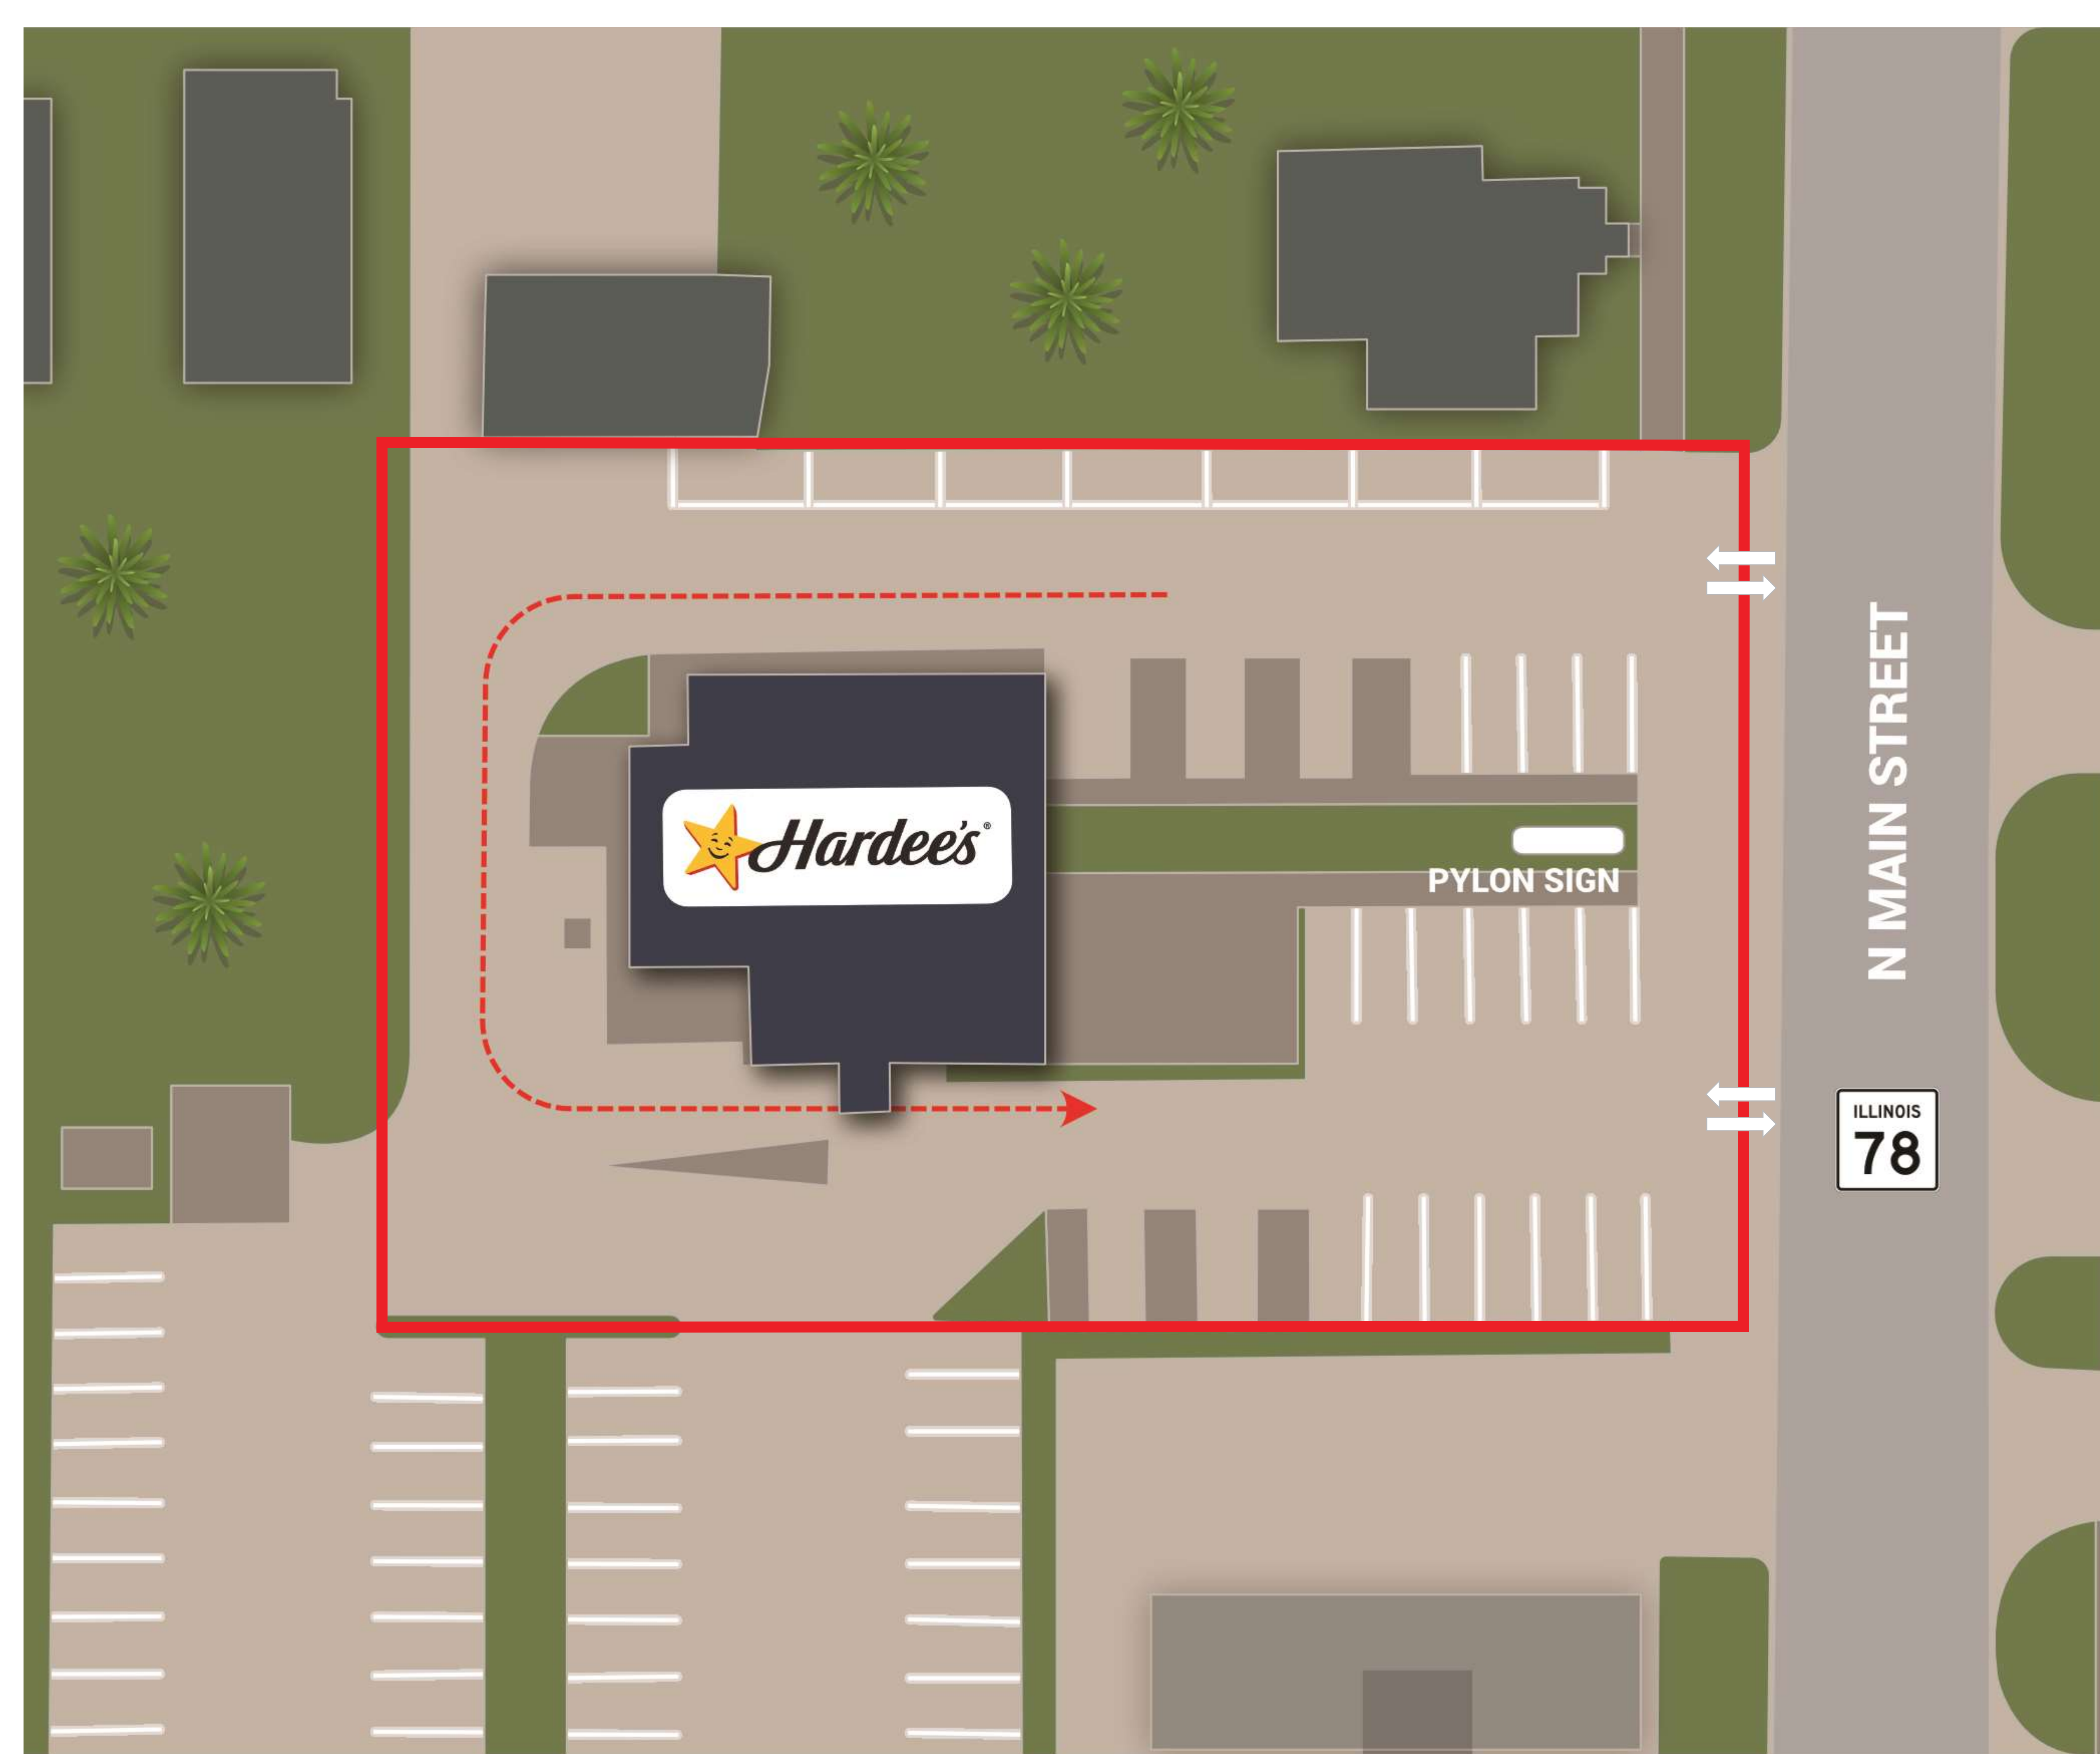 Hardee's®
PYLON SIGN
N MAIN STREET
ILLINOIS
78